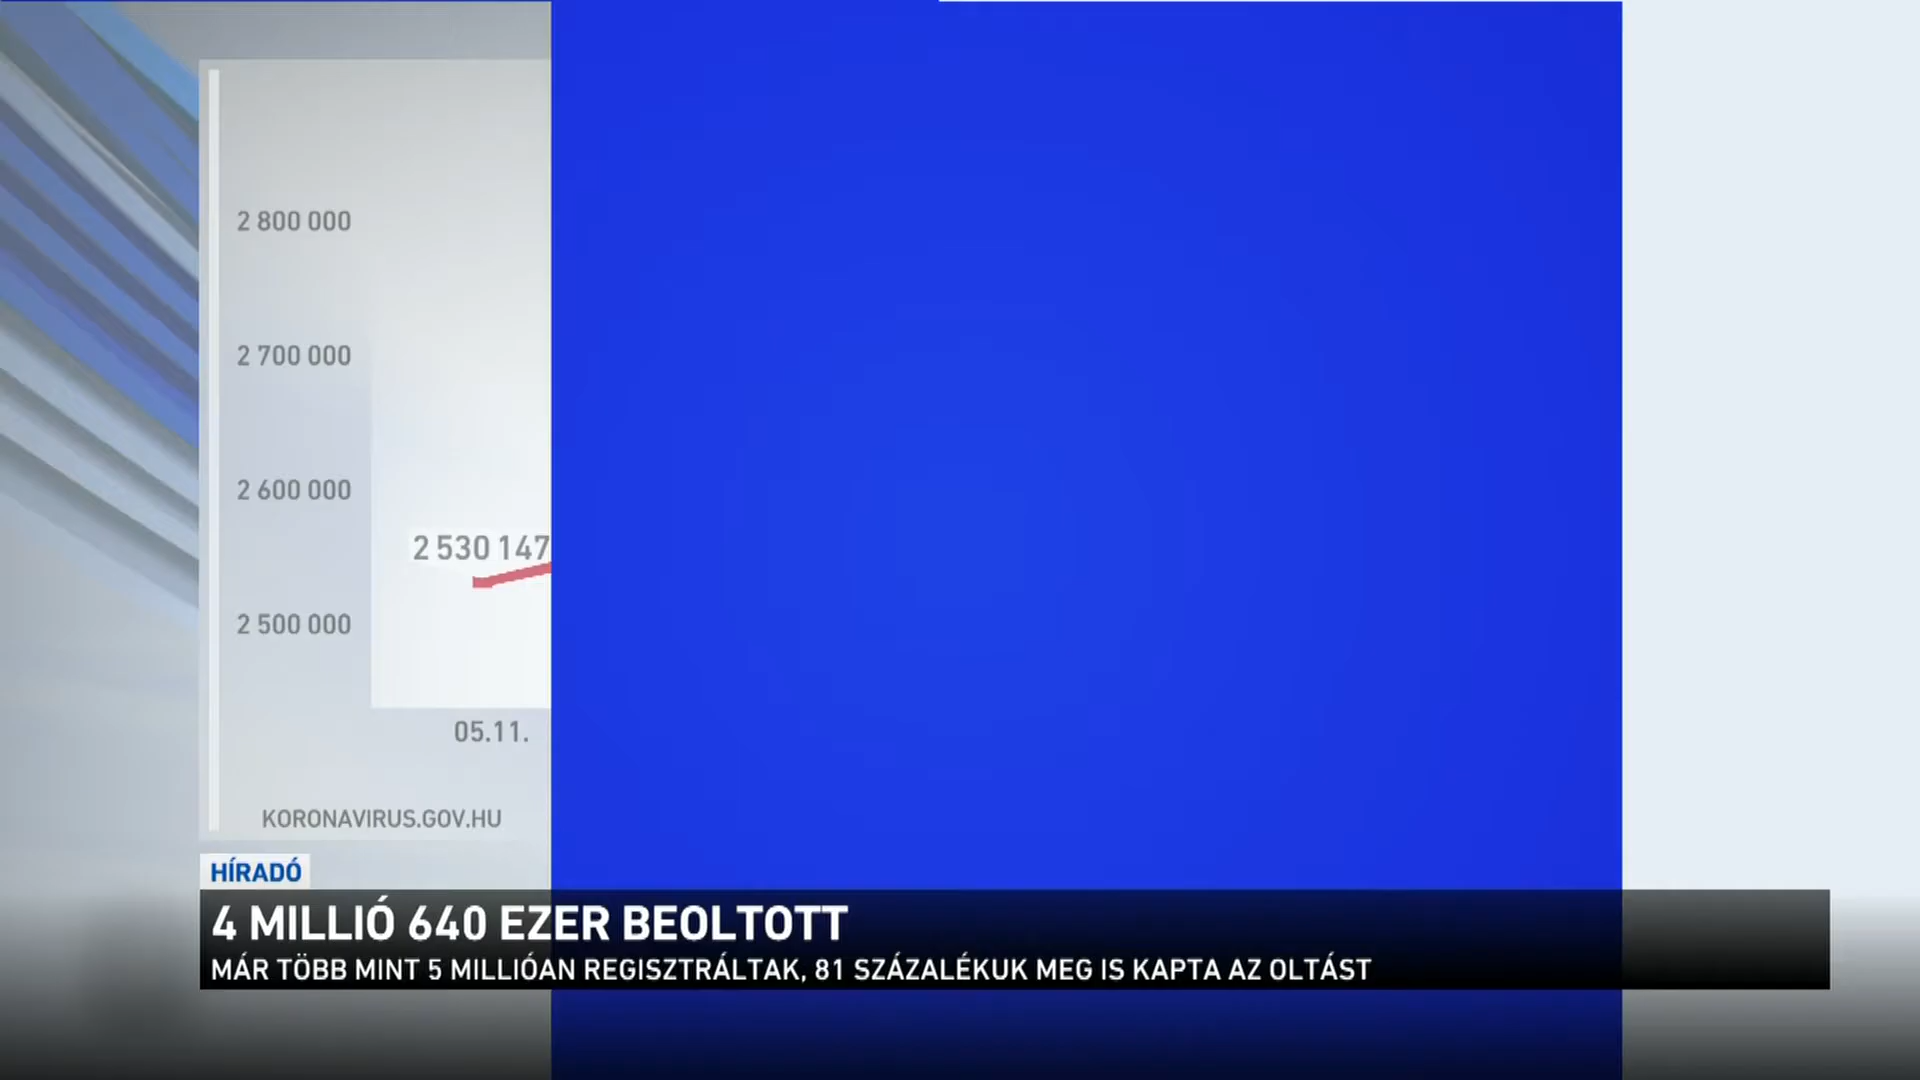 2 800 000
2 700 000
2 600 000
2 530 147
2 500 000
05.11.
KORONAVIRUS.GOV.HU
HÍRADÓ
4 MILLIÓ 640 EZER BEOLTOTT
MÁR TÖBB MINT 5 MILLIÓAN REGISZTRÁLTAK, 81 SZÁZALÉKUK MEG IS KAPTA AZ OLTÁST